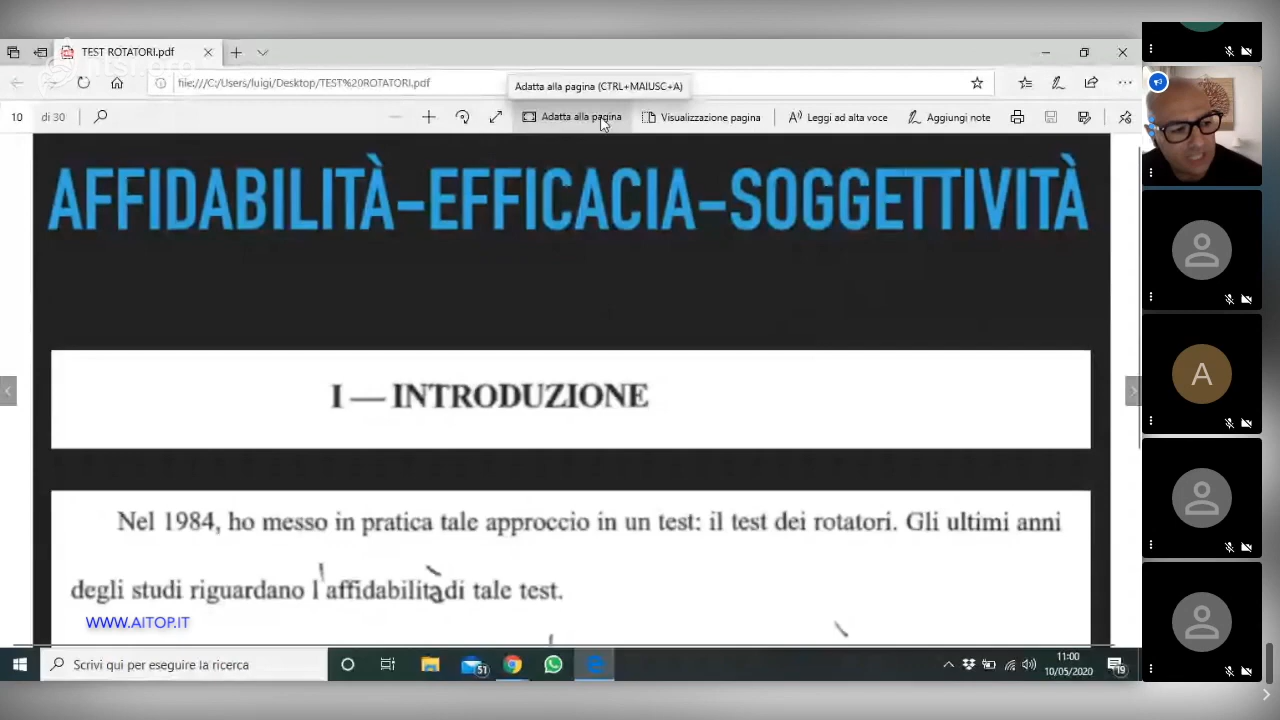 TEST ROTATORI.pdf
file:///C:/Users/luigi/Desktop/TEST%20ROTATORI.pdf
Adatta alla pagina (CTRL+MAIUSC+A)
10 di 30
Adatta alla pagina
Visualizzazione pagina
Leggi ad alta voce
Aggiungi note
AFFIDABILITÀ-EFFICACIA-SOGGETTIVITÀ
I — INTRODUZIONE
Nel 1984, ho messo in pratica tale approccio in un test: il test dei rotatori. Gli ultimi anni
degli studi riguardano l'affidabilità di tale test.
WWW.AITOP.IT
A
Scrivi qui per eseguire la ricerca
51
11:00
10/05/2020
19